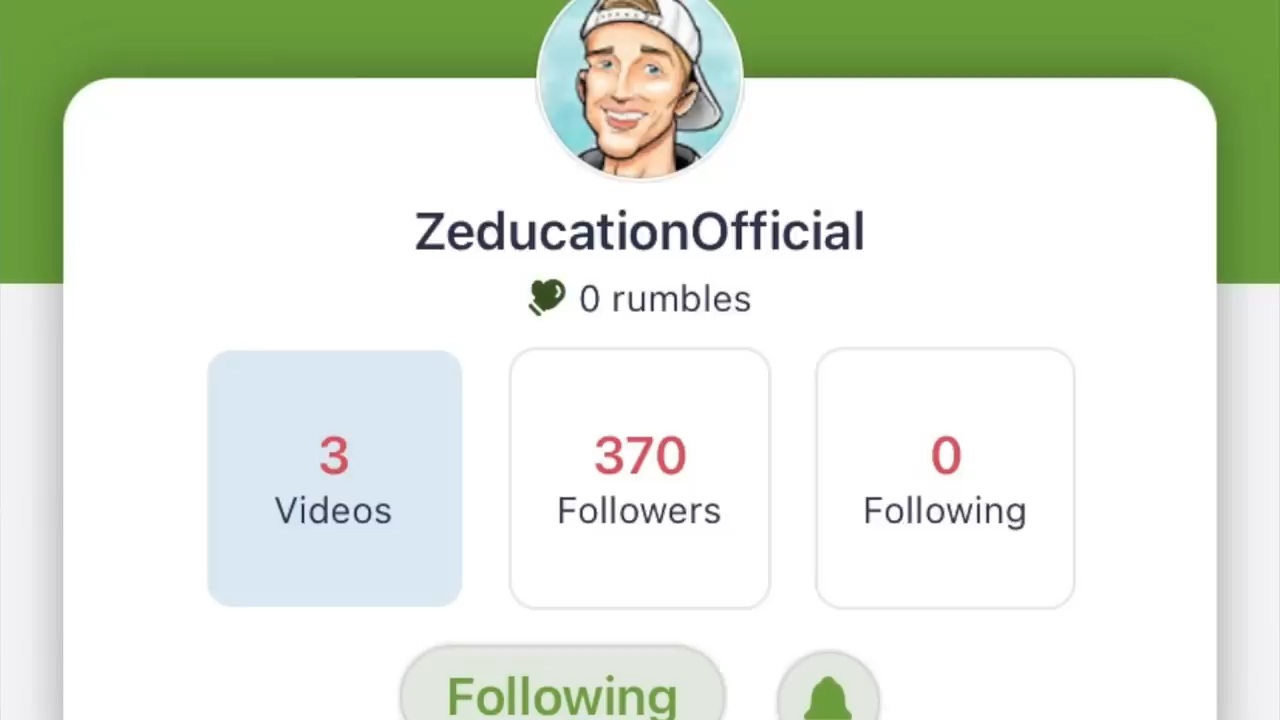 ZeducationOfficial
0 rumbles
3 370 0
Videos Followers Following
Following